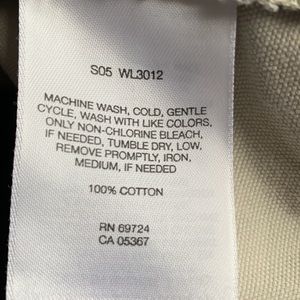 S05 WL3012
MACHINE WASH, COLD, GENTLE
CYCLE, WASH WITH LIKE COLORS,
ONLY NON-CHLORINE BLEACH,
IF NEEDED, TUMBLE DRY, LOW,
REMOVE PROMPTLY, IRON,
MEDIUM, IF NEEDED
100% COTTON
RN 69724
CA 05367